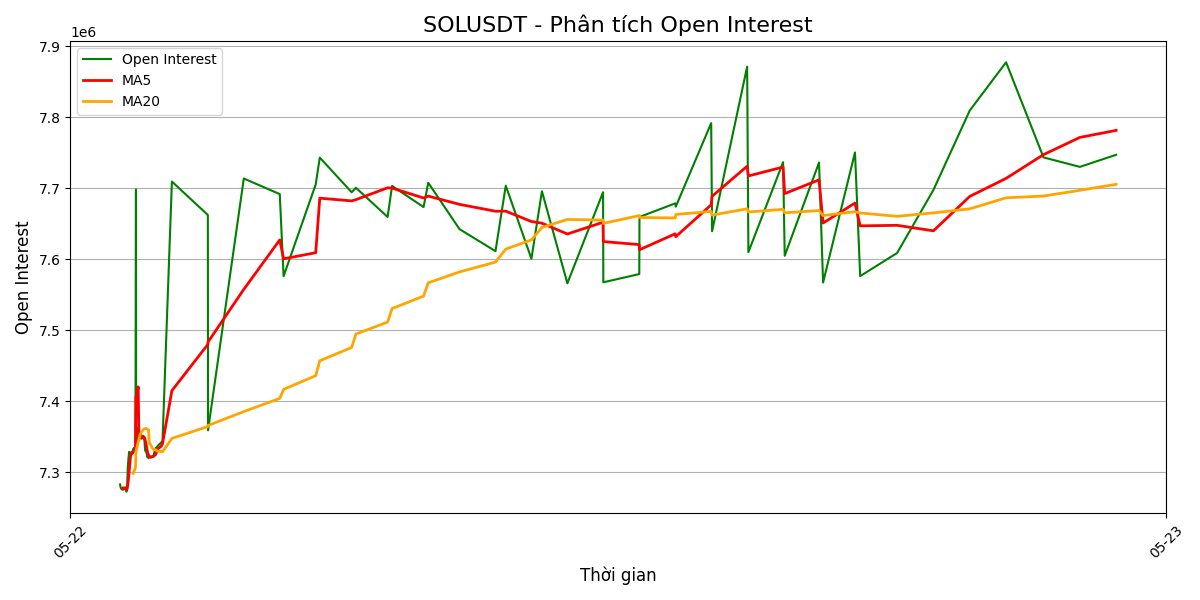 SOLUSDT - Phân tích Open Interest
1e6
7.9
7.8
7.7
7.6
7.5
7.4
7.3
Open Interest
Open Interest
MA5
MA20
05-22
05-23
Thời gian